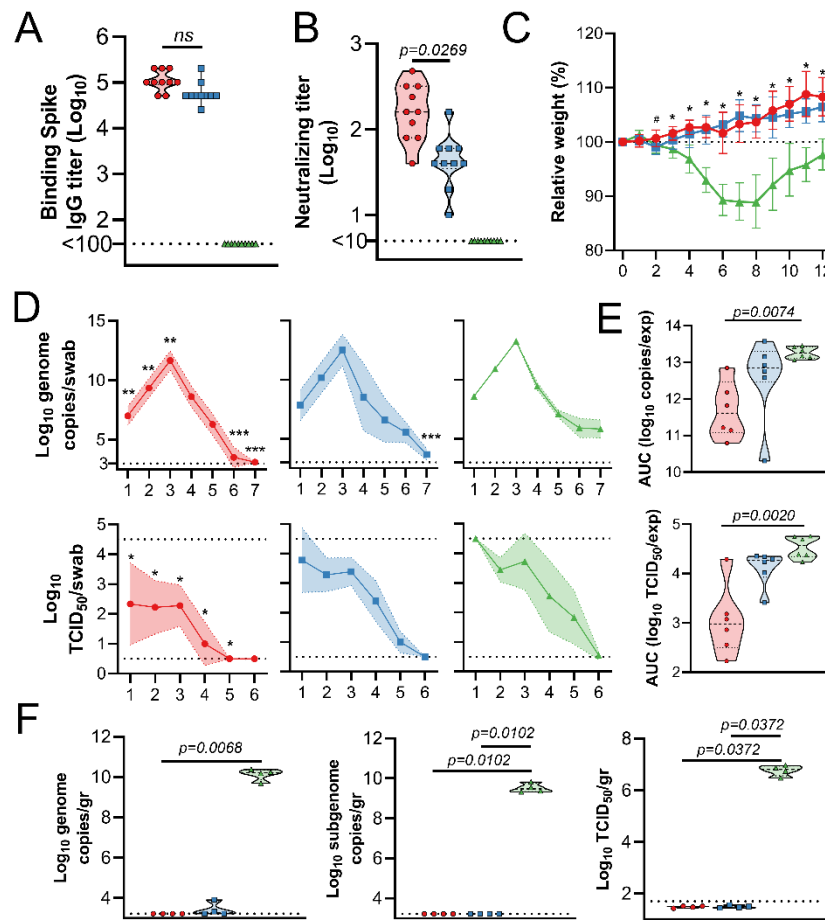 A
Binding Spike
IgG titer (Log10)
6
5
4
3
2
<100
ns
B
Neutralizing titer
(Log10)
3
2
1
<10
p=0.0269
C
Relative weight (%)
120
110
100
90
80
# * * * * * * * * * *
0 2 4 6 8 10 12
D
Log10 genome
copies/swab
15
11
7
3
** ** ** *** ***
***
1 2 3 4 5 6 7
1 2 3 4 5 6 7
1 2 3 4 5 6 7
Log10
TCID50/swab
5
4
3
2
1
0
* * * * *
1 2 3 4 5 6
1 2 3 4 5 6
1 2 3 4 5 6
E
AUC (log10 copies/exp)
14
13
12
11
10
p=0.0074
AUC (log10 TCID50/exp)
5
4
3
2
p=0.0020
F
Log10 genome
copies/gr
12
10
8
6
4
p=0.0068
Log10 subgenome
copies/gr
12
10
8
6
4
p=0.0102
p=0.0102
Log10 TCID50/gr
8
6
4
2
p=0.0372
p=0.0372